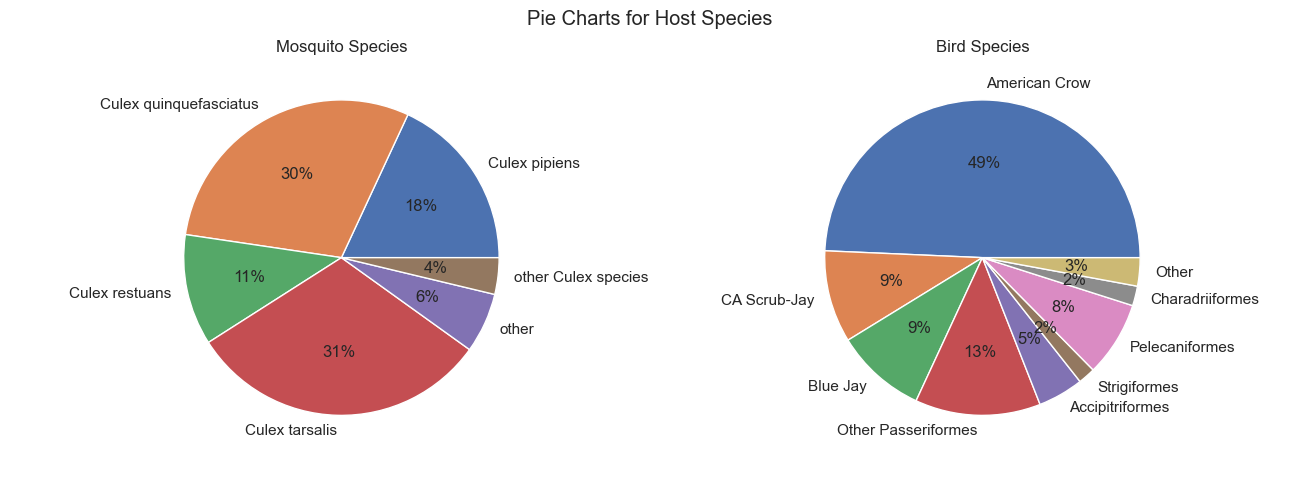 Pie Charts for Host Species
Mosquito Species
Culex quinquefasciatus
Culex pipiens
30%
18%
11%
4%
other Culex species
Culex restuans
6%
other
31%
Culex tarsalis
Bird Species
American Crow
49%
3%
Other
9%
2%
Charadriiformes
CA Scrub-Jay
8%
9%
2%
5%
Pelecaniformes
13%
Blue Jay
Strigiformes
Accipitriformes
Other Passeriformes